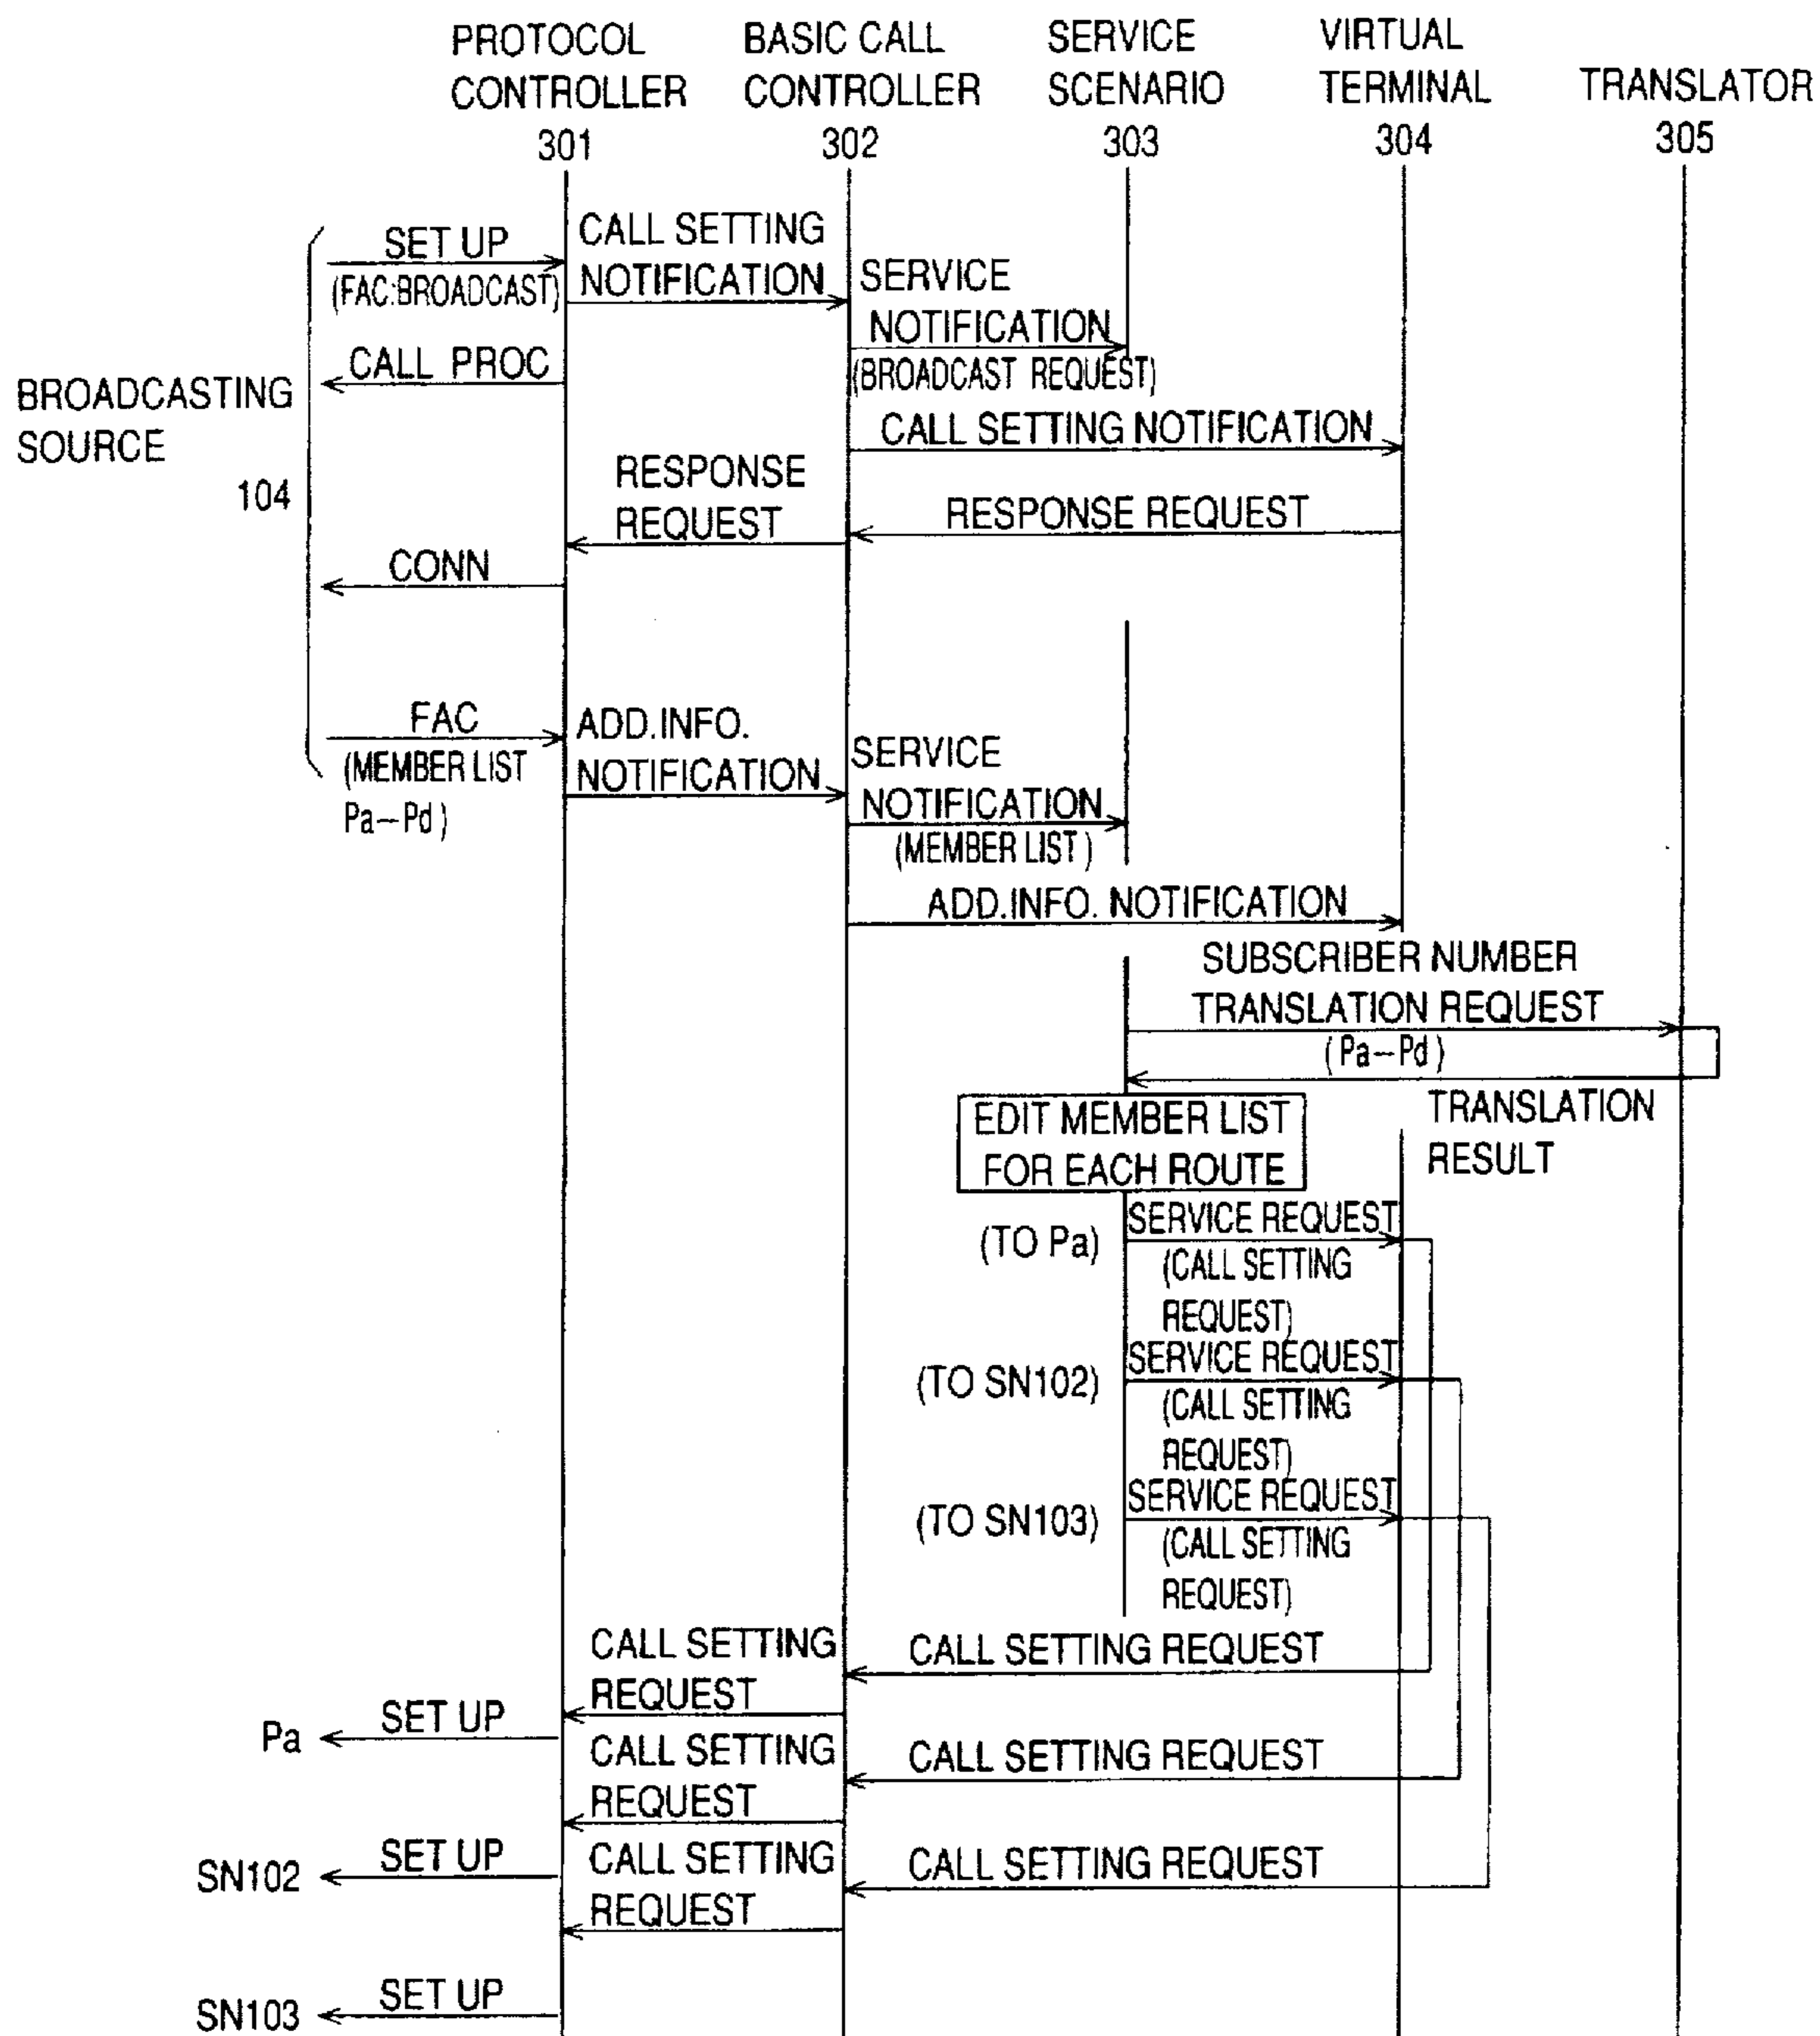 PROTOCOL
CONTROLLER
301
BASIC CALL
CONTROLLER
302
SERVICE
SCENARIO
303
VIRTUAL
TERMINAL
304
TRANSLATOR
305
BROADCASTING
SOURCE
104
SET UP
(FAC:BROADCAST)
CALL SETTING
NOTIFICATION
SERVICE
NOTIFICATION
(BROADCAST REQUEST)
CALL PROC
CALL SETTING NOTIFICATION
RESPONSE REQUEST
RESPONSE
REQUEST
CONN
FAC
(MEMBER LIST
Pa-Pd)
ADD.INFO.
NOTIFICATION
SERVICE
NOTIFICATION
(MEMBER LIST)
ADD.INFO. NOTIFICATION
SUBSCRIBER NUMBER
TRANSLATION REQUEST
(Pa-Pd)
TRANSLATION
RESULT
EDIT MEMBER LIST
FOR EACH ROUTE
(TO Pa)
SERVICE REQUEST
(CALL SETTING
REQUEST)
(TO SN102)
SERVICE REQUEST
(CALL SETTING
REQUEST)
(TO SN103)
SERVICE REQUEST
(CALL SETTING
REQUEST)
CALL SETTING REQUEST
CALL SETTING
REQUEST
Pa
SET UP
CALL SETTING REQUEST
CALL SETTING
REQUEST
SN102
SET UP
CALL SETTING REQUEST
CALL SETTING
REQUEST
SN103
SET UP